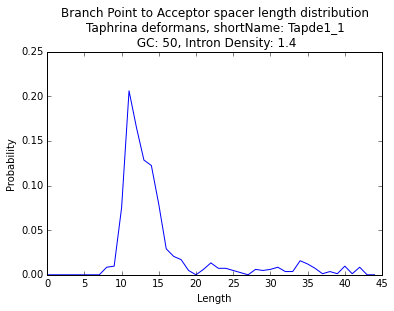 Branch Point to Acceptor spacer length distribution
Taphrina deformans, shortName: Tapde1_1
GC: 50, Intron Density: 1.4
0.25
0.20
0.15
0.10
0.05
0.00
Probability
0 5 10 15 20 25 30 35 40 45
Length